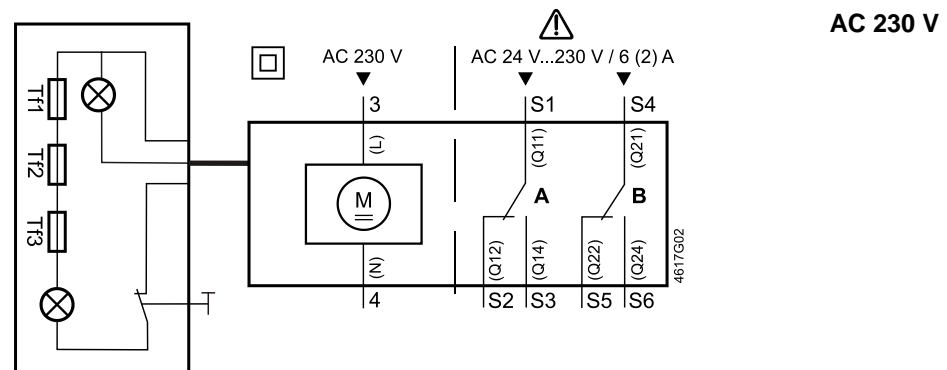 AC 230 V
AC 230 V
AC 24 V...230 V / 6 (2) A
3
S1
S4
Tf1
Tf2
Tf3
(L)
(Q11)
(Q21)
M
A
B
(N)
(Q12)
(Q14)
(Q22)
(Q24)
4
S2
S3
S5
S6
4617G02